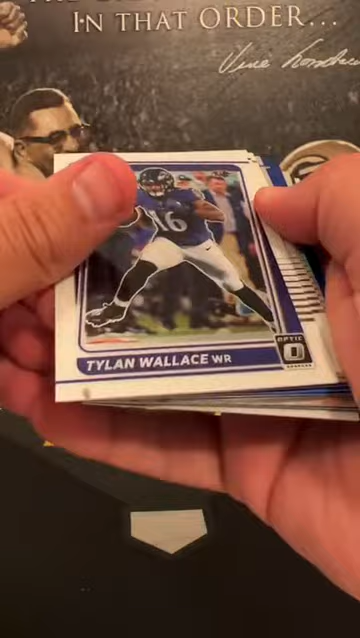 IN THAT ORDER...
Vince Lombardi
16
TYLAN WALLACE WR
OPTIC